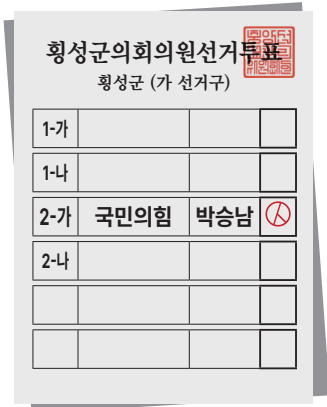 횡성군의회의원선거투표
횡성군 (가 선거구)
1-가
1-나
2-가 국민의힘 박승남
2-나